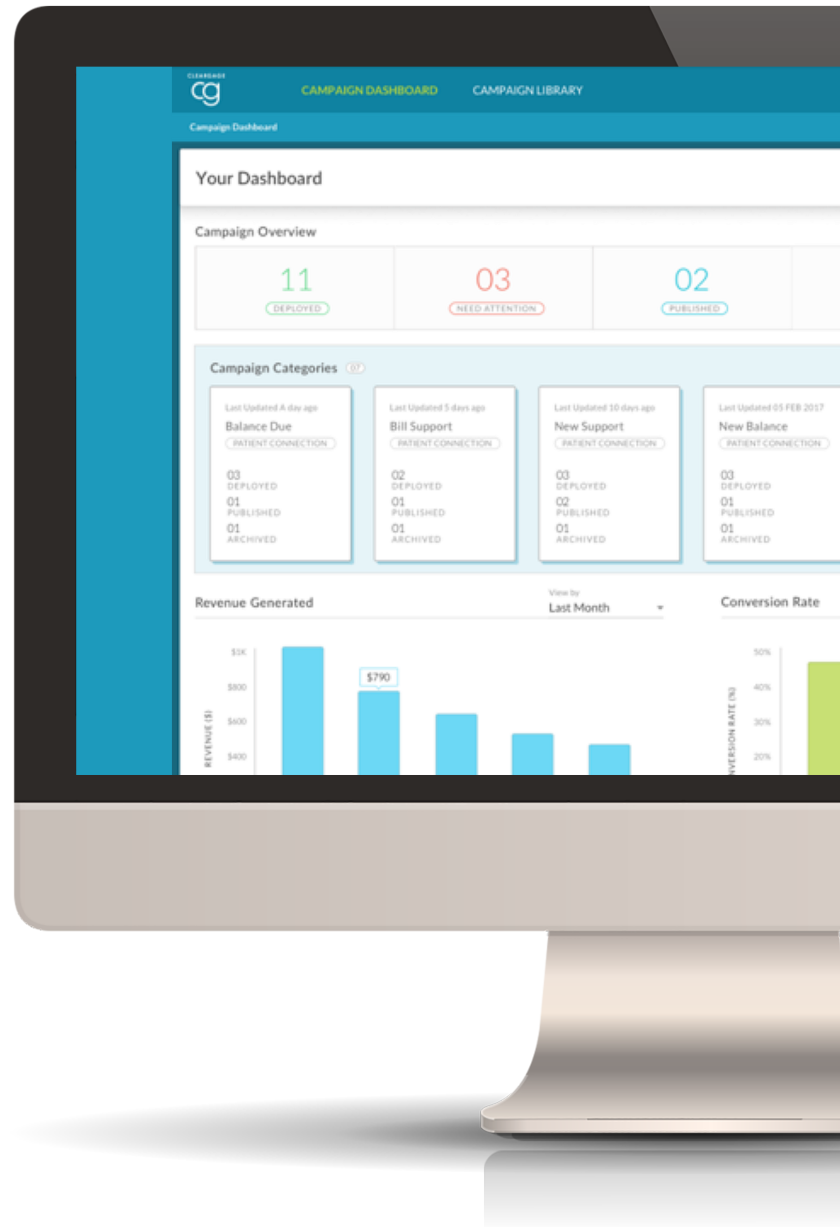 CLEARGAGE
cg
CAMPAIGN DASHBOARD CAMPAIGN LIBRARY
Campaign Dashboard
Your Dashboard
Campaign Overview
11 03 02
DEPLOYED NEED ATTENTION PUBLISHED
Campaign Categories 07
Last Updated A day ago Last Updated 5 days ago Last Updated 10 days ago Last Updated 05 FEB 2017
Balance Due Bill Support New Support New Balance
PATIENT CONNECTION PATIENT CONNECTION PATIENT CONNECTION PATIENT CONNECTION
03 02 03 03
DEPLOYED DEPLOYED DEPLOYED DEPLOYED
01 01 02 01
PUBLISHED PUBLISHED PUBLISHED PUBLISHED
01 01 01 01
ARCHIVED ARCHIVED ARCHIVED ARCHIVED
Revenue Generated View by Last Month Conversion Rate
$1K 50%
$790
$800 40%
$600 30%
$400 20%
REVENUE ($) NVERSION RATE (%)